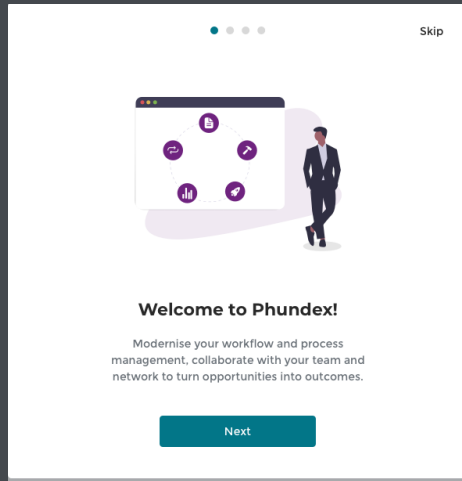 Skip
Welcome to Phundex!
Modernise your workflow and process
management, collaborate with your team and
network to turn opportunities into outcomes.
Next